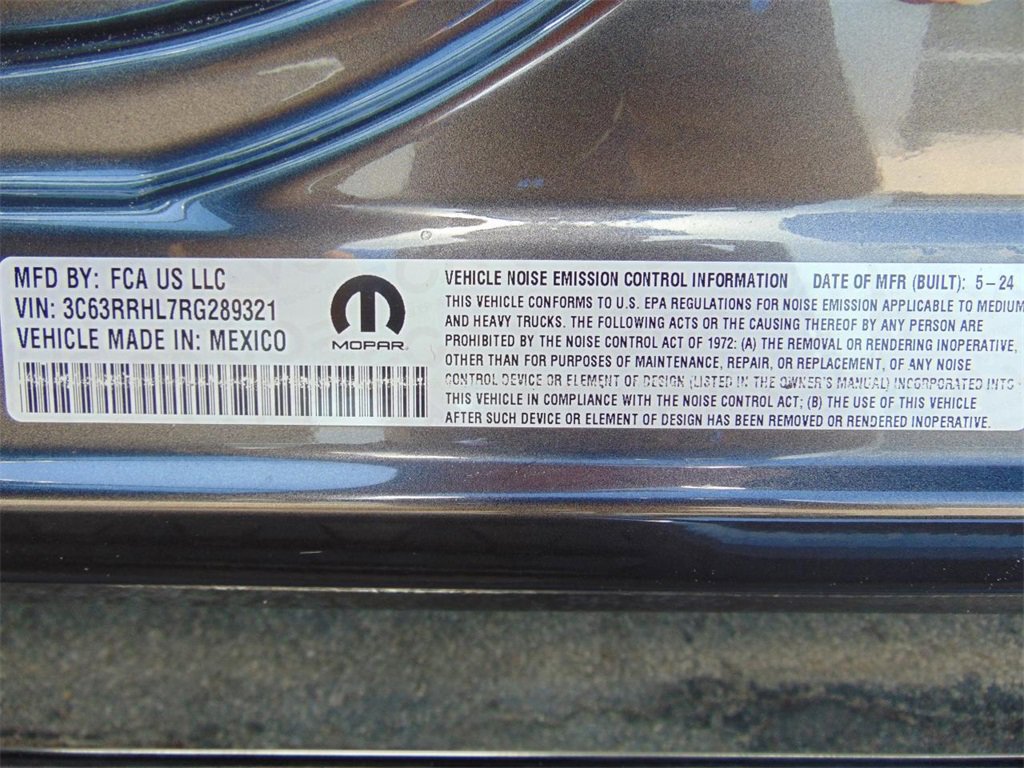 MFD BY: FCA US LLC
VIN: 3C63RRHL7RG289321
VEHICLE MADE IN: MEXICO
MOPAR
VEHICLE NOISE EMISSION CONTROL INFORMATION DATE OF MFR (BUILT): 5-24
THIS VEHICLE CONFORMS TO U.S. EPA REGULATIONS FOR NOISE EMISSION APPLICABLE TO MEDIUM
AND HEAVY TRUCKS. THE FOLLOWING ACTS OR THE CAUSING THEREOF BY ANY PERSON ARE
PROHIBITED BY THE NOISE CONTROL ACT OF 1972: (A) THE REMOVAL OR RENDERING INOPERATIVE,
OTHER THAN FOR PURPOSES OF MAINTENANCE, REPAIR, OR REPLACEMENT, OF ANY NOISE
CONTROL DEVICE OR ELEMENT OF DESIGN (LISTED IN THE OWNER'S MANUAL) INCORPORATED INTO
THIS VEHICLE IN COMPLIANCE WITH THE NOISE CONTROL ACT; (B) THE USE OF THIS VEHICLE
AFTER SUCH DEVICE OR ELEMENT OF DESIGN HAS BEEN REMOVED OR RENDERED INOPERATIVE.